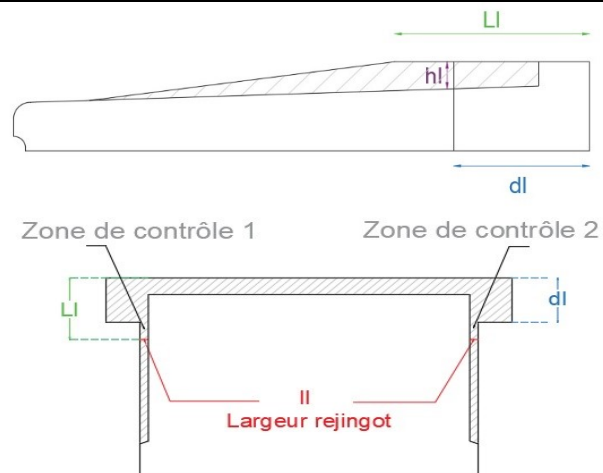 Ll
hl
dl
Zone de contrôle 1
Zone de contrôle 2
Ll
dl
ll
Largeur rejingot